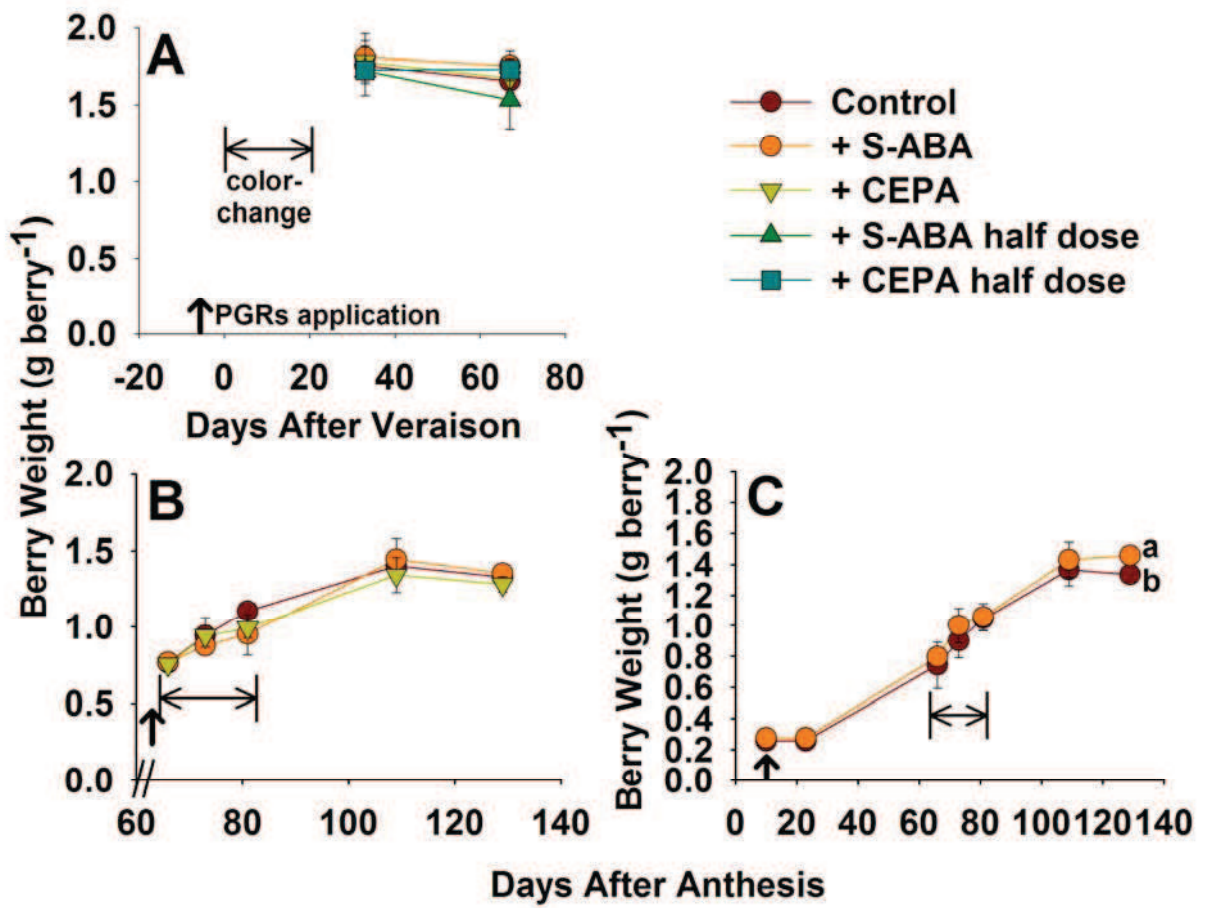 A
2.0
1.5
1.0
0.5
0.0
color-
change
PGRs application
-20 0 20 40 60 80
Days After Veraison
Control
+ S-ABA
+ CEPA
+ S-ABA half dose
+ CEPA half dose
Berry Weight (g berry-1)
B
2.0
1.5
1.0
0.5
0.0
60 80 100 120 140
Berry Weight (g berry-1)
C
2.0
1.8
1.6
1.4
1.2
1.0
0.8
0.6
0.4
0.2
0.0
a
b
0 20 40 60 80 100 120 140
Days After Anthesis